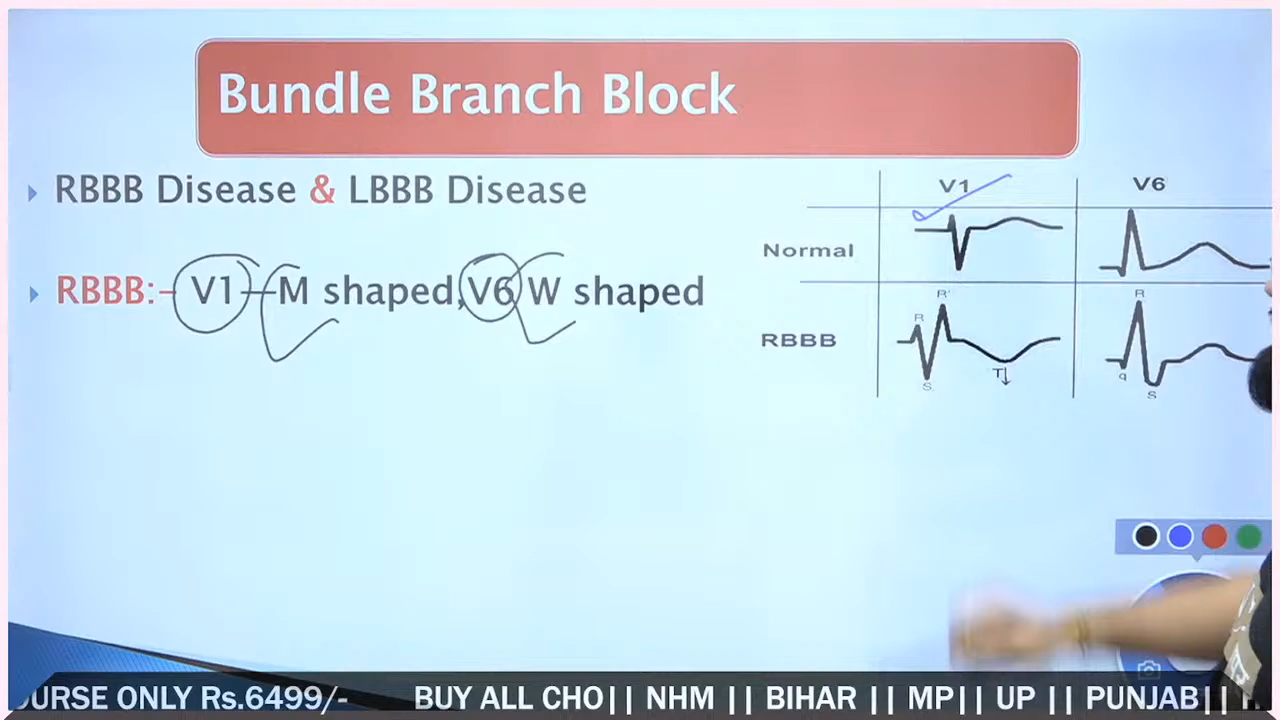 Bundle Branch Block
RBBB Disease & LBBB Disease
RBBB:- V1-M shaped,V6 W shaped
V1
V6
Normal
RBBB
R
R'
S
T↓
R
q
S
OURSE ONLY Rs.6499/- BUY ALL CHO|| NHM || BIHAR || MP|| UP || PUNJAB||